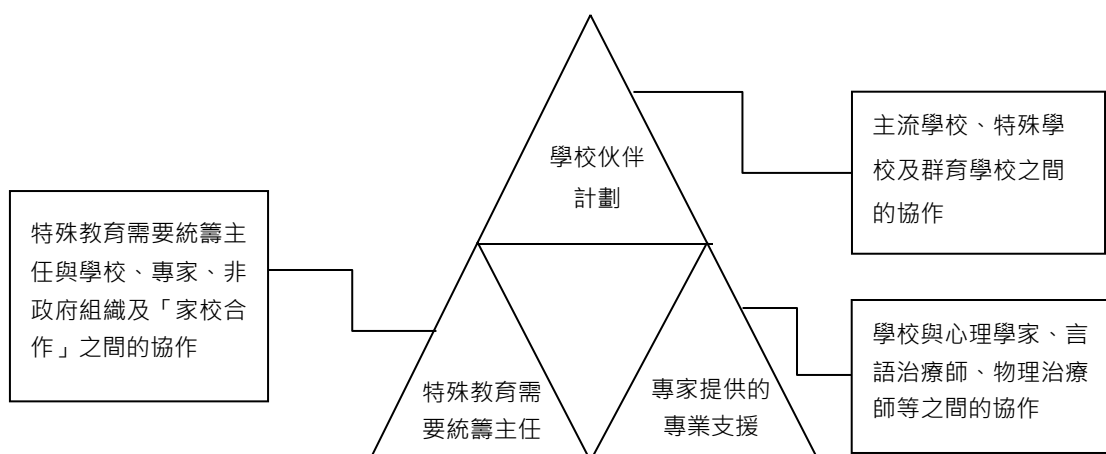 學校伙伴
計劃
主流學校、特殊學
校及群育學校之間
的協作
特殊教育需要統籌主
任與學校、專家、非
政府組織及「家校合
作」之間的協作
學校與心理學家、言
語治療師、物理治療
師等之間的協作
特殊教育需
要統籌主任
專家提供的
專業支援